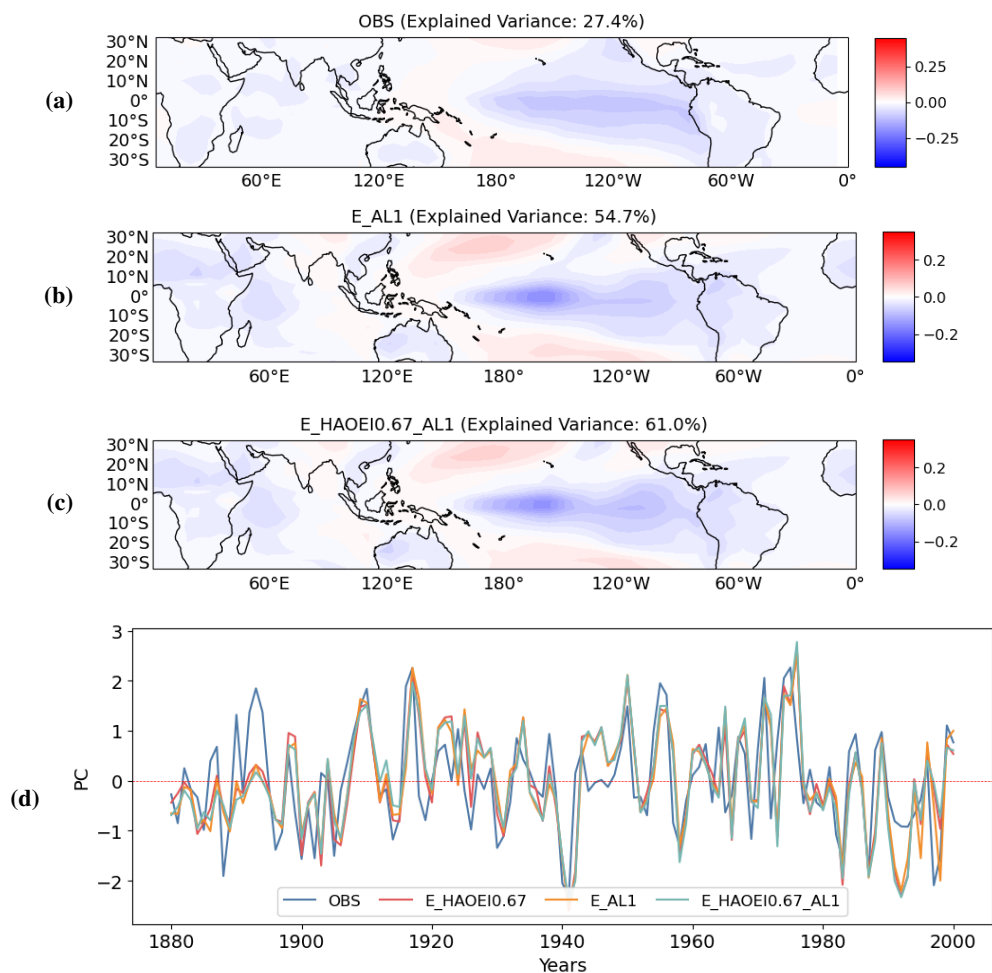 OBS (Explained Variance: 27.4%)
(a)
30°N
20°N
10°N
0°
10°S
20°S
30°S
60°E 120°E 180° 120°W 60°W 0°
0.25
0.00
−0.25
E_AL1 (Explained Variance: 54.7%)
(b)
30°N
20°N
10°N
0°
10°S
20°S
30°S
60°E 120°E 180° 120°W 60°W 0°
0.2
0.0
−0.2
E_HAOEI0.67_AL1 (Explained Variance: 61.0%)
(c)
30°N
20°N
10°N
0°
10°S
20°S
30°S
60°E 120°E 180° 120°W 60°W 0°
0.2
0.0
−0.2
(d)
PC
3
2
1
0
−1
−2
OBS E_HAOEI0.67 E_AL1 E_HAOEI0.67_AL1
1880 1900 1920 1940 1960 1980 2000
Years